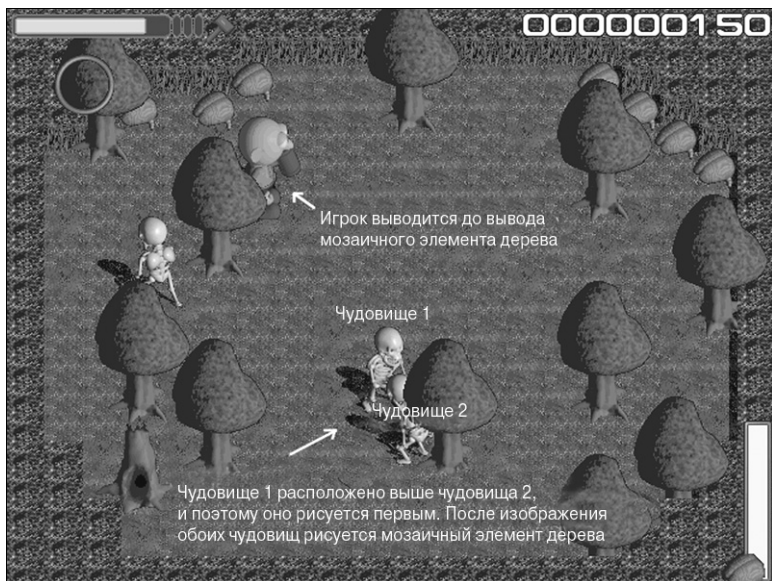 0000000150
Игрок выводится до вывода
мозаичного элемента дерева
Чудовище 1
Чудовище 2
Чудовище 1 расположено выше чудовища 2,
и поэтому оно рисуется первым. После изображения
обоих чудовищ рисуется мозаичный элемент дерева